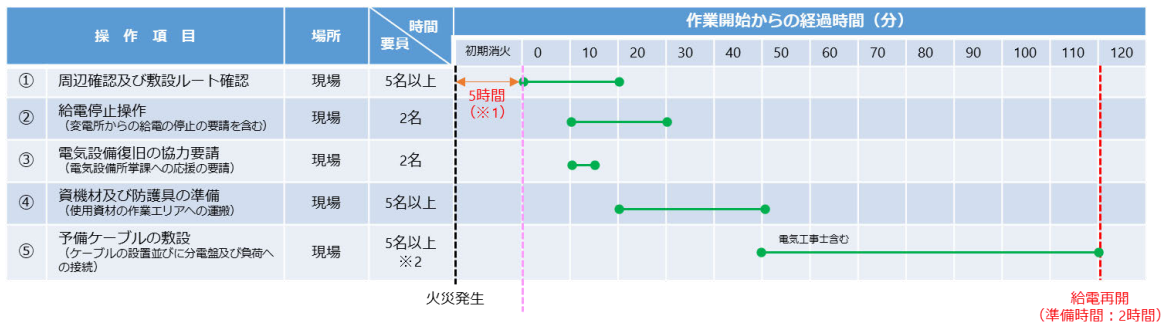 操 作 項 目
場所
時間
要員
作業開始からの経過時間（分）
初期消火 0 10 20 30 40 50 60 70 80 90 100 110 120
① 周辺確認及び敷設ルート確認 現場 5名以上
5時間
（※1）
② 給電停止操作 現場 2名
（変電所からの給電の停止の要請を含む）
③ 電気設備復旧の協力要請 現場 2名
（電気設備所掌課への応援の要請）
④ 資機材及び防護具の準備 現場 5名以上
（使用資材の作業エリアへの運搬）
⑤ 予備ケーブルの敷設 現場 5名以上
（ケーブルの設置並びに分電盤及び負荷へ ※2
の接続）
電気工事士含む
火災発生
給電再開
（準備時間：2時間）